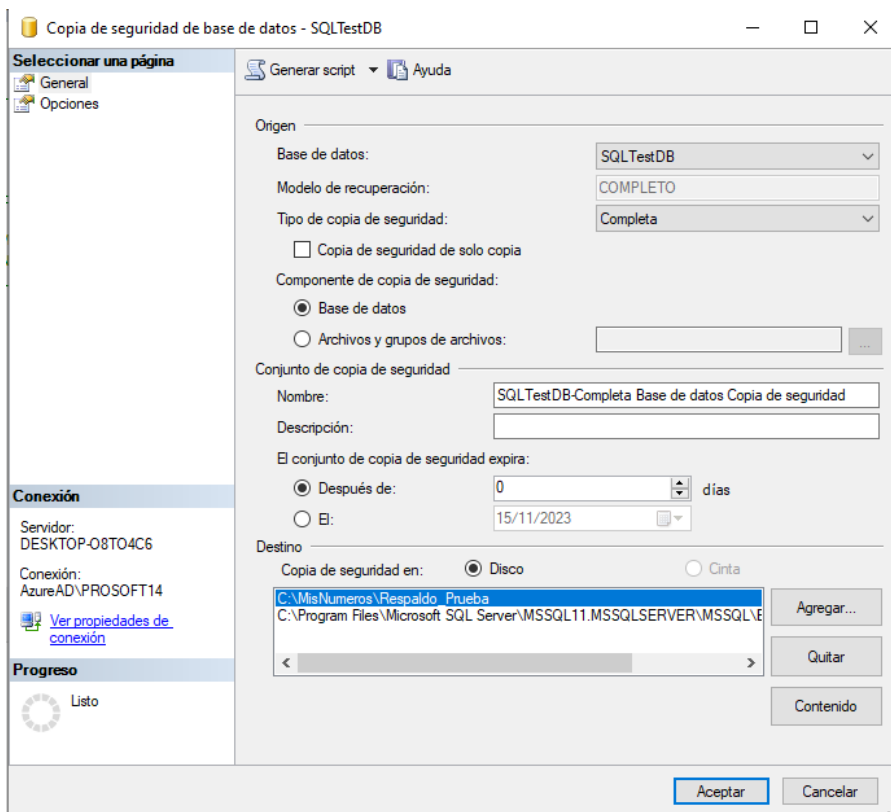 Copia de seguridad de base de datos - SQLTestDB
Seleccionar una página
General
Opciones
Generar script
Ayuda
Origen
Base de datos:
SQLTestDB
Modelo de recuperación:
COMPLETO
Tipo de copia de seguridad:
Completa
Copia de seguridad de solo copia
Componente de copia de seguridad:
Base de datos
Archivos y grupos de archivos:
...
Conjunto de copia de seguridad
Nombre:
SQLTestDB-Completa Base de datos Copia de seguridad
Descripción:
El conjunto de copia de seguridad expira:
Después de:
0
días
El:
15/11/2023
Destino
Copia de seguridad en:
Disco
Cinta
C:\MisNumeros\Respaldo_Prueba
C:\Program Files\Microsoft SQL Server\MSSQL11.MSSQLSERVER\MSSQL\
Agregar...
Quitar
Contenido
Conexión
Servidor:
DESKTOP-O8TO4C6
Conexión:
AzureAD\PROSOFT14
Ver propiedades de
conexión
Progreso
Listo
Aceptar
Cancelar